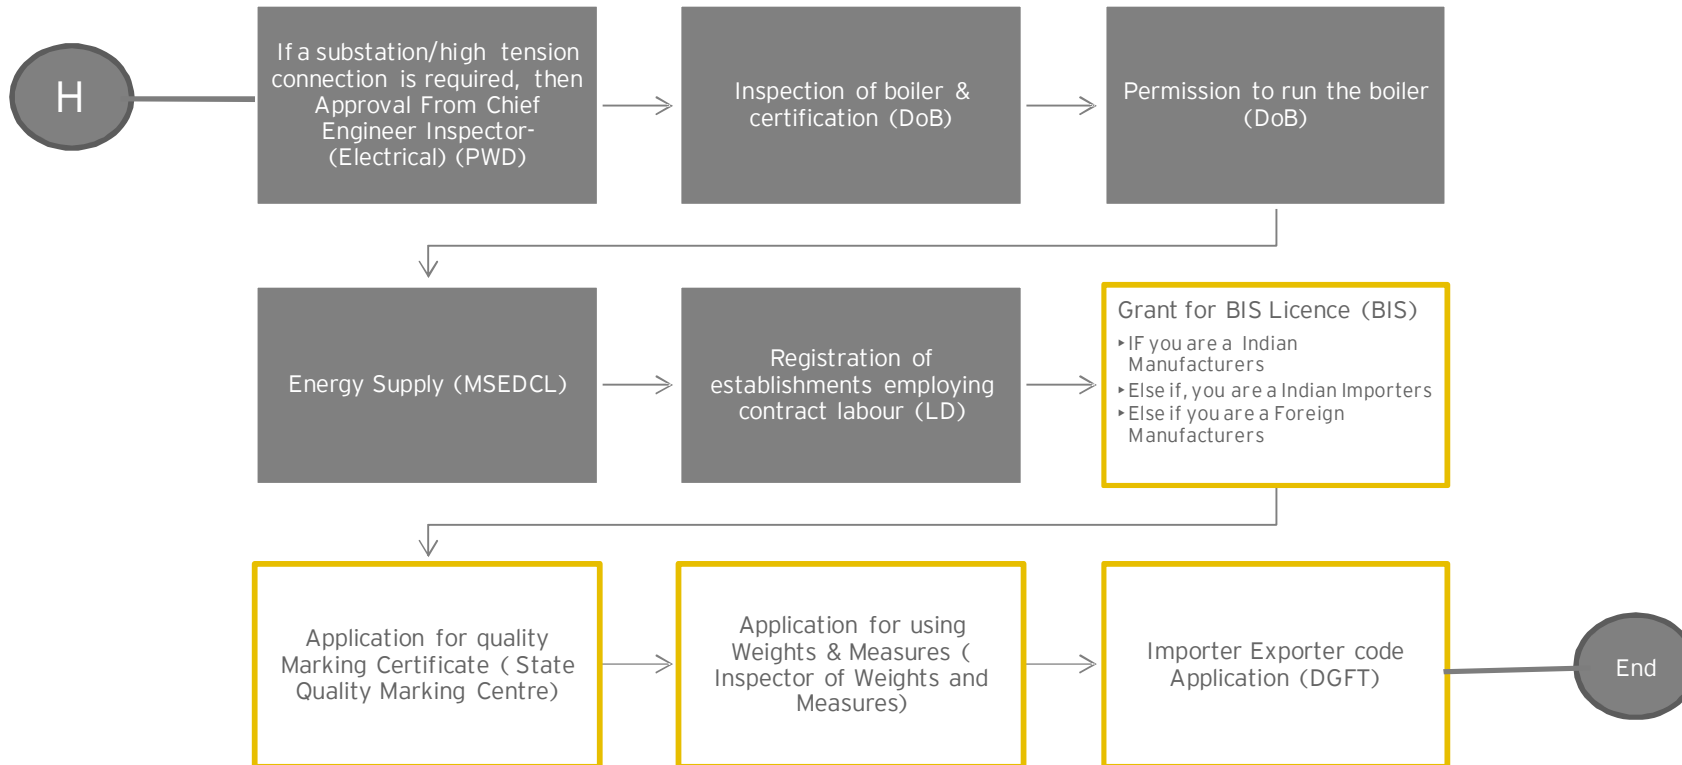 H
If a substation/high tension
connection is required, then
Approval From Chief
Engineer Inspector-
(Electrical) (PWD)
Inspection of boiler &
certification (DoB)
Permission to run the boiler
(DoB)
Energy Supply (MSEDCL)
Registration of
establishments employing
contract labour (LD)
Grant for BIS Licence (BIS)
▸IF you are a Indian
Manufacturers
▸Else if, you are a Indian Importers
▸Else if you are a Foreign
Manufacturers
Application for quality
Marking Certificate ( State
Quality Marking Centre)
Application for using
Weights & Measures (
Inspector of Weights and
Measures)
Importer Exporter code
Application (DGFT)
End